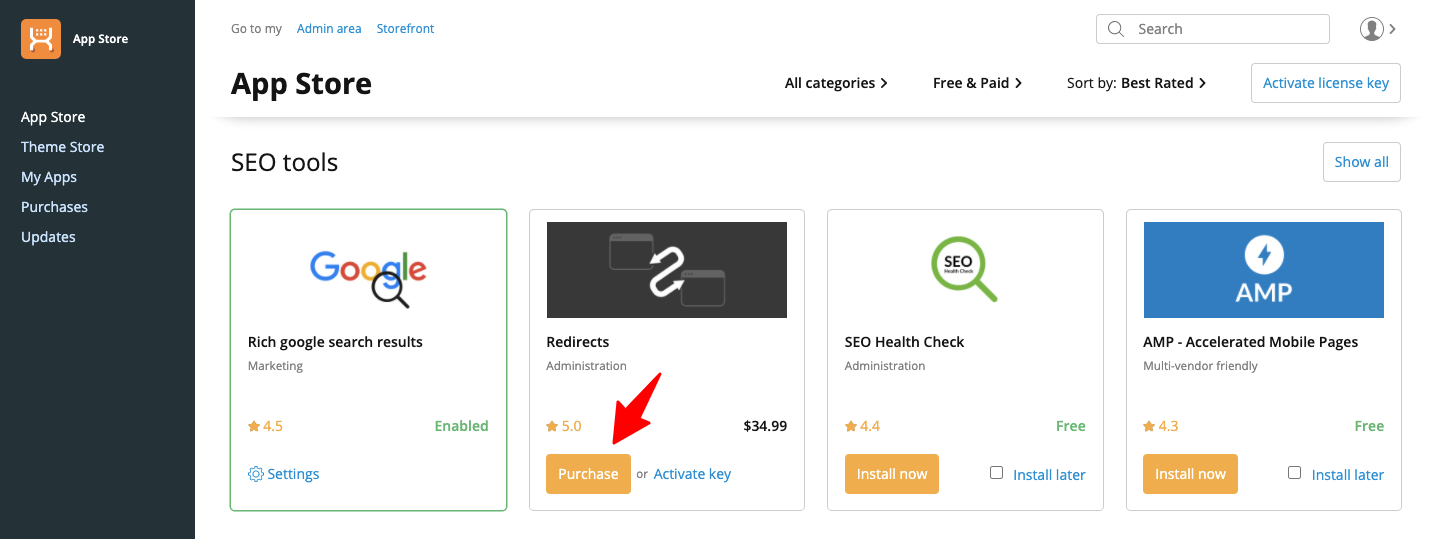 App Store
Go to my Admin area Storefront
Search
App Store
All categories Free & Paid Sort by: Best Rated Activate license key
App Store
Theme Store
My Apps
Purchases
Updates
SEO tools
Show all
Google
Rich google search results
Marketing
4.5 Enabled
Settings
Redirects
Administration
5.0 $34.99
Purchase or Activate key
SEO
Health Check
SEO Health Check
Administration
4.4 Free
Install now Install later
AMP
AMP - Accelerated Mobile Pages
Multi-vendor friendly
4.3 Free
Install now Install later